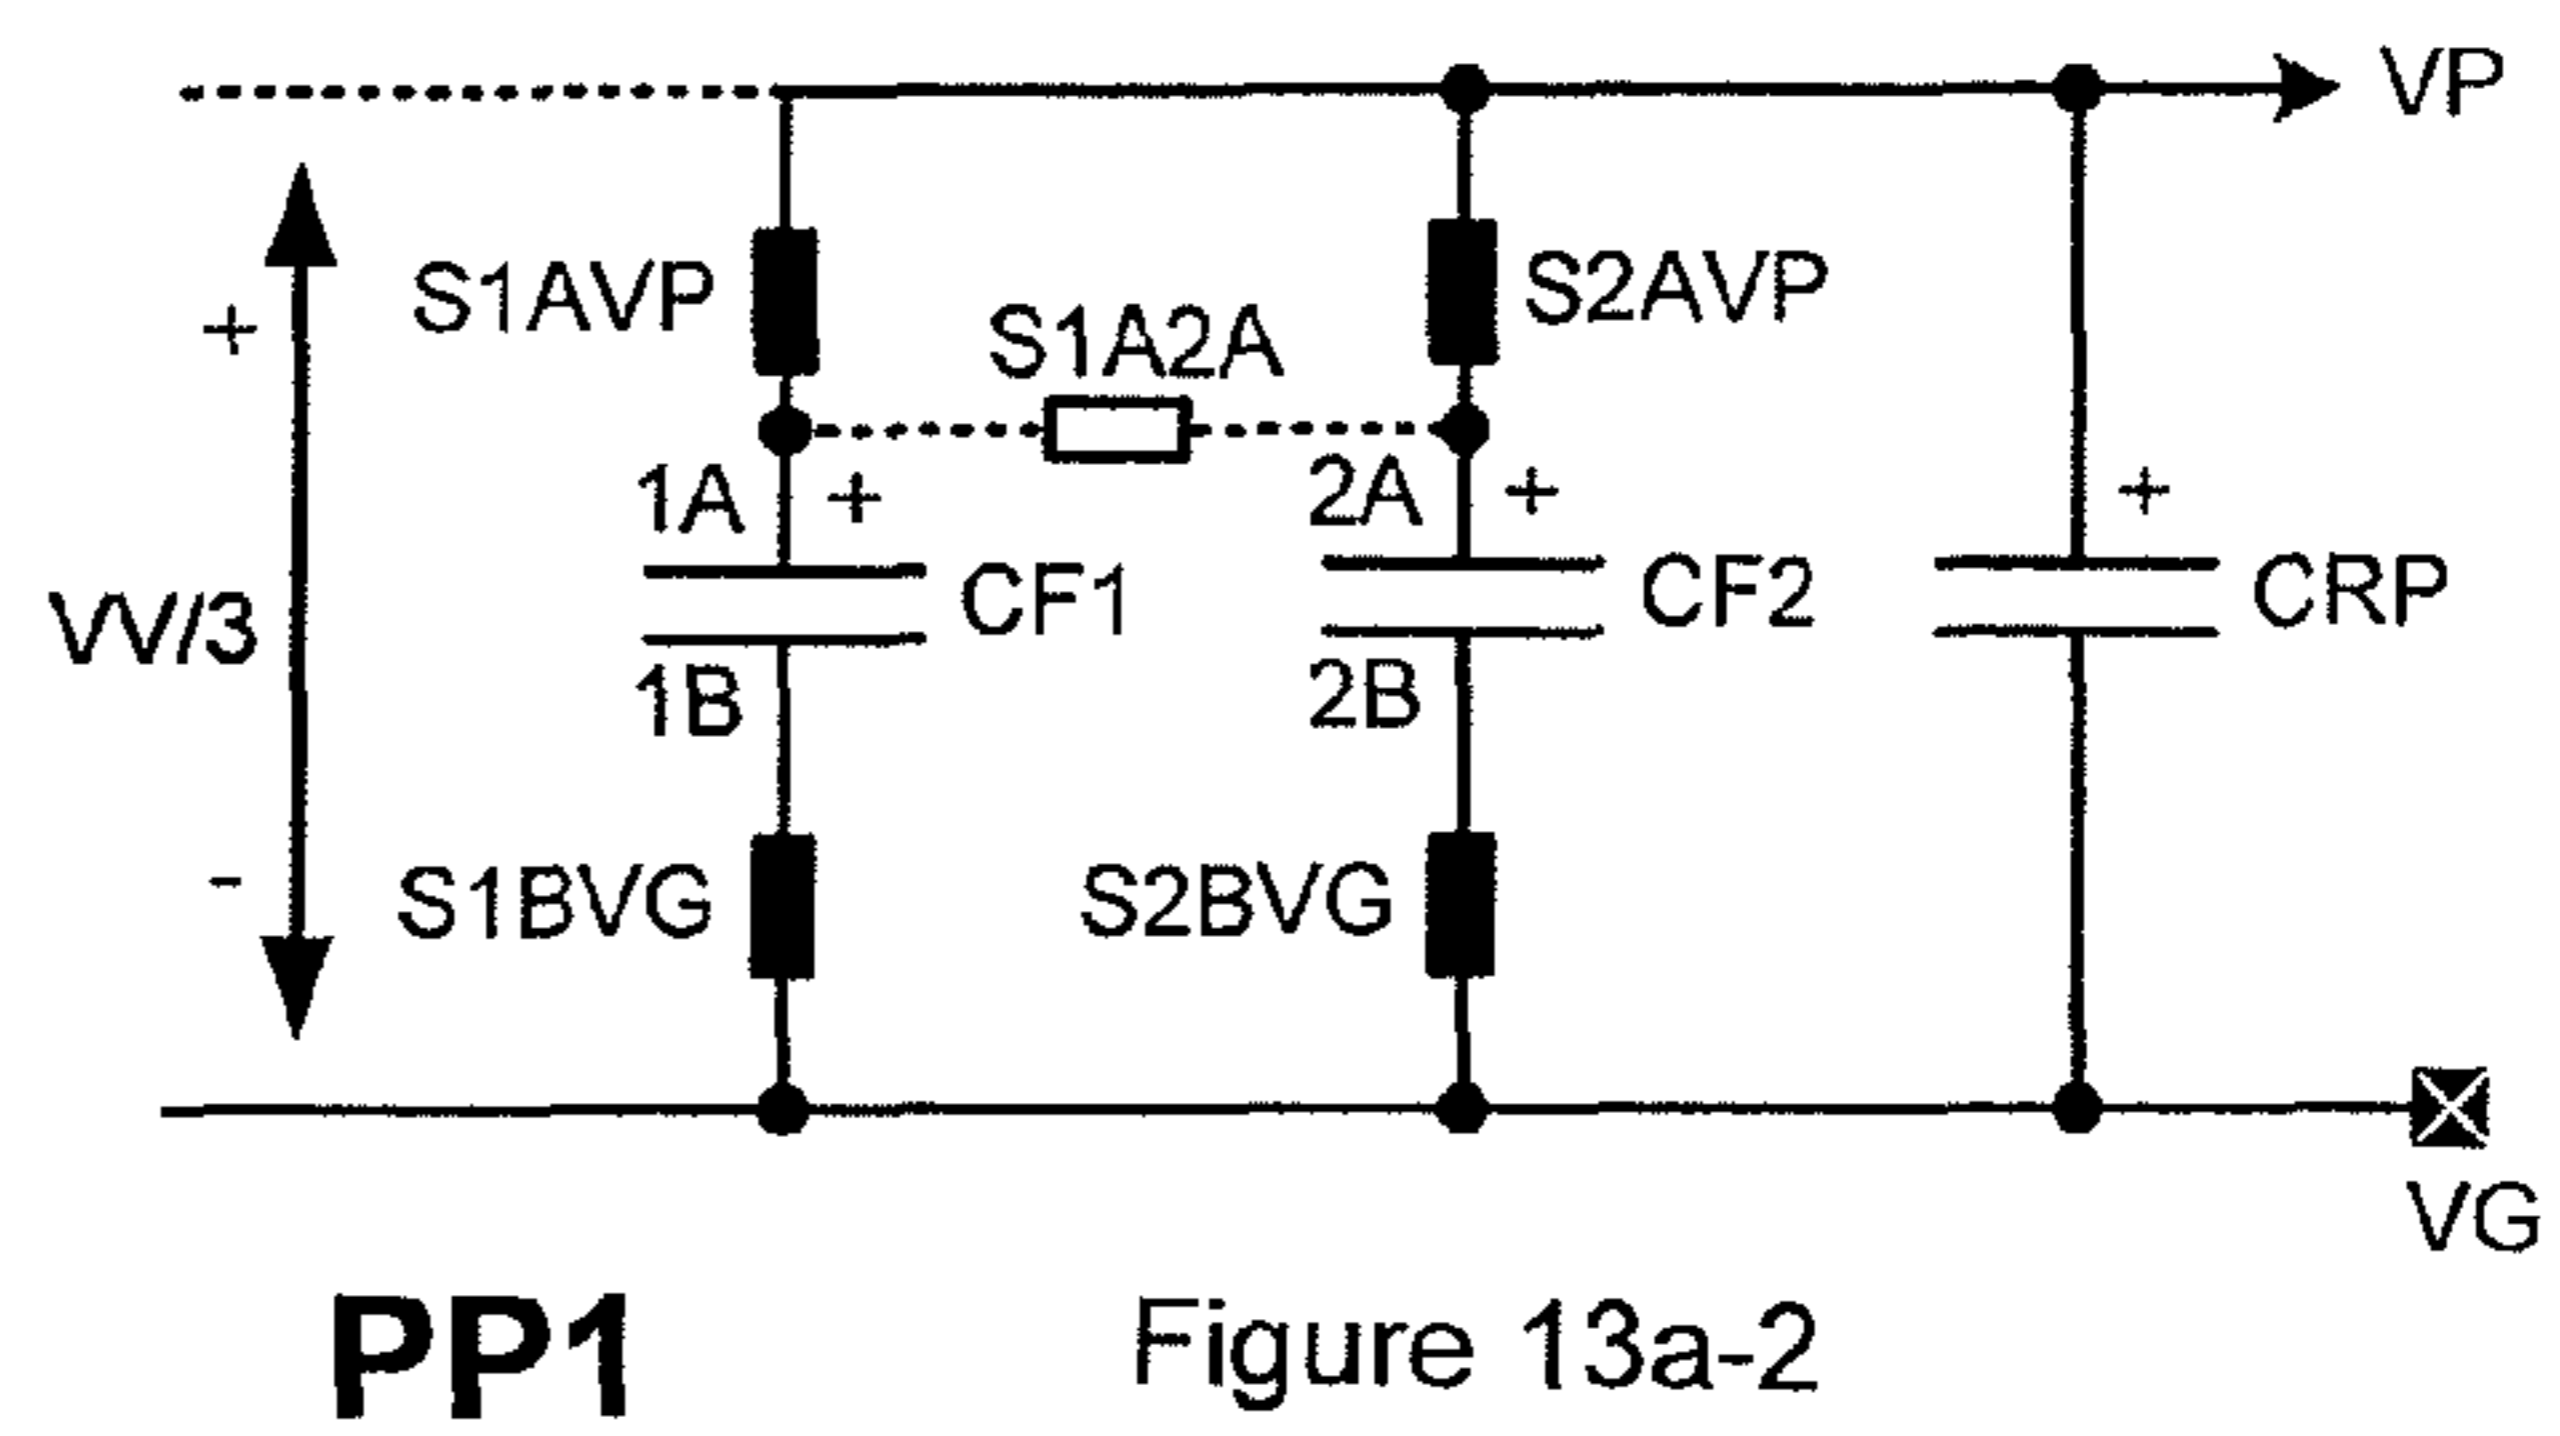 VP
S1AVP
S2AVP
S1A2A
+
1A
+
2A
+
+
VV/3
CF1
CF2
CRP
1B
2B
-
S1BVG
S2BVG
VG
PP1
Figure 13a-2